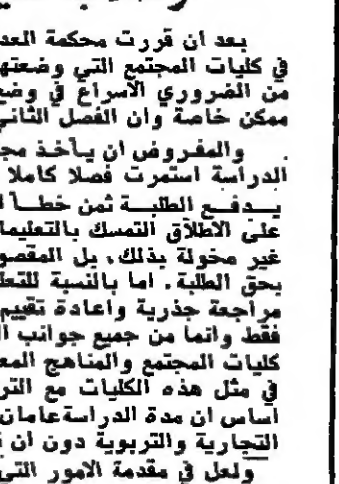 بعد ان قررت محكمة العد
في كليات المجتمع التي وضعتها
من الضروري الاسراع في وضع
ممكن خاصة وان الفصل الثاني
والمفروض ان يأخذ مج
الدراسة استمرت فصلا كاملا
يدفع الطلبة ثمن خطأ ا
على الاطلاق التمسك بالتعليما
غير مخولة بذلك، بل المقصو
بحق الطلبة. اما بالنسبة للتعل
مراجعة جذرية واعادة تقييم
فقط وانما من جميع جوانب ال
كليات المجتمع والمناهج المع
في مثل هذه الكليات مع التر
اساس ان مدة الدراسة عامان
التجارية والتربوية دون ان ت
ولعل في مقدمة الامور التي